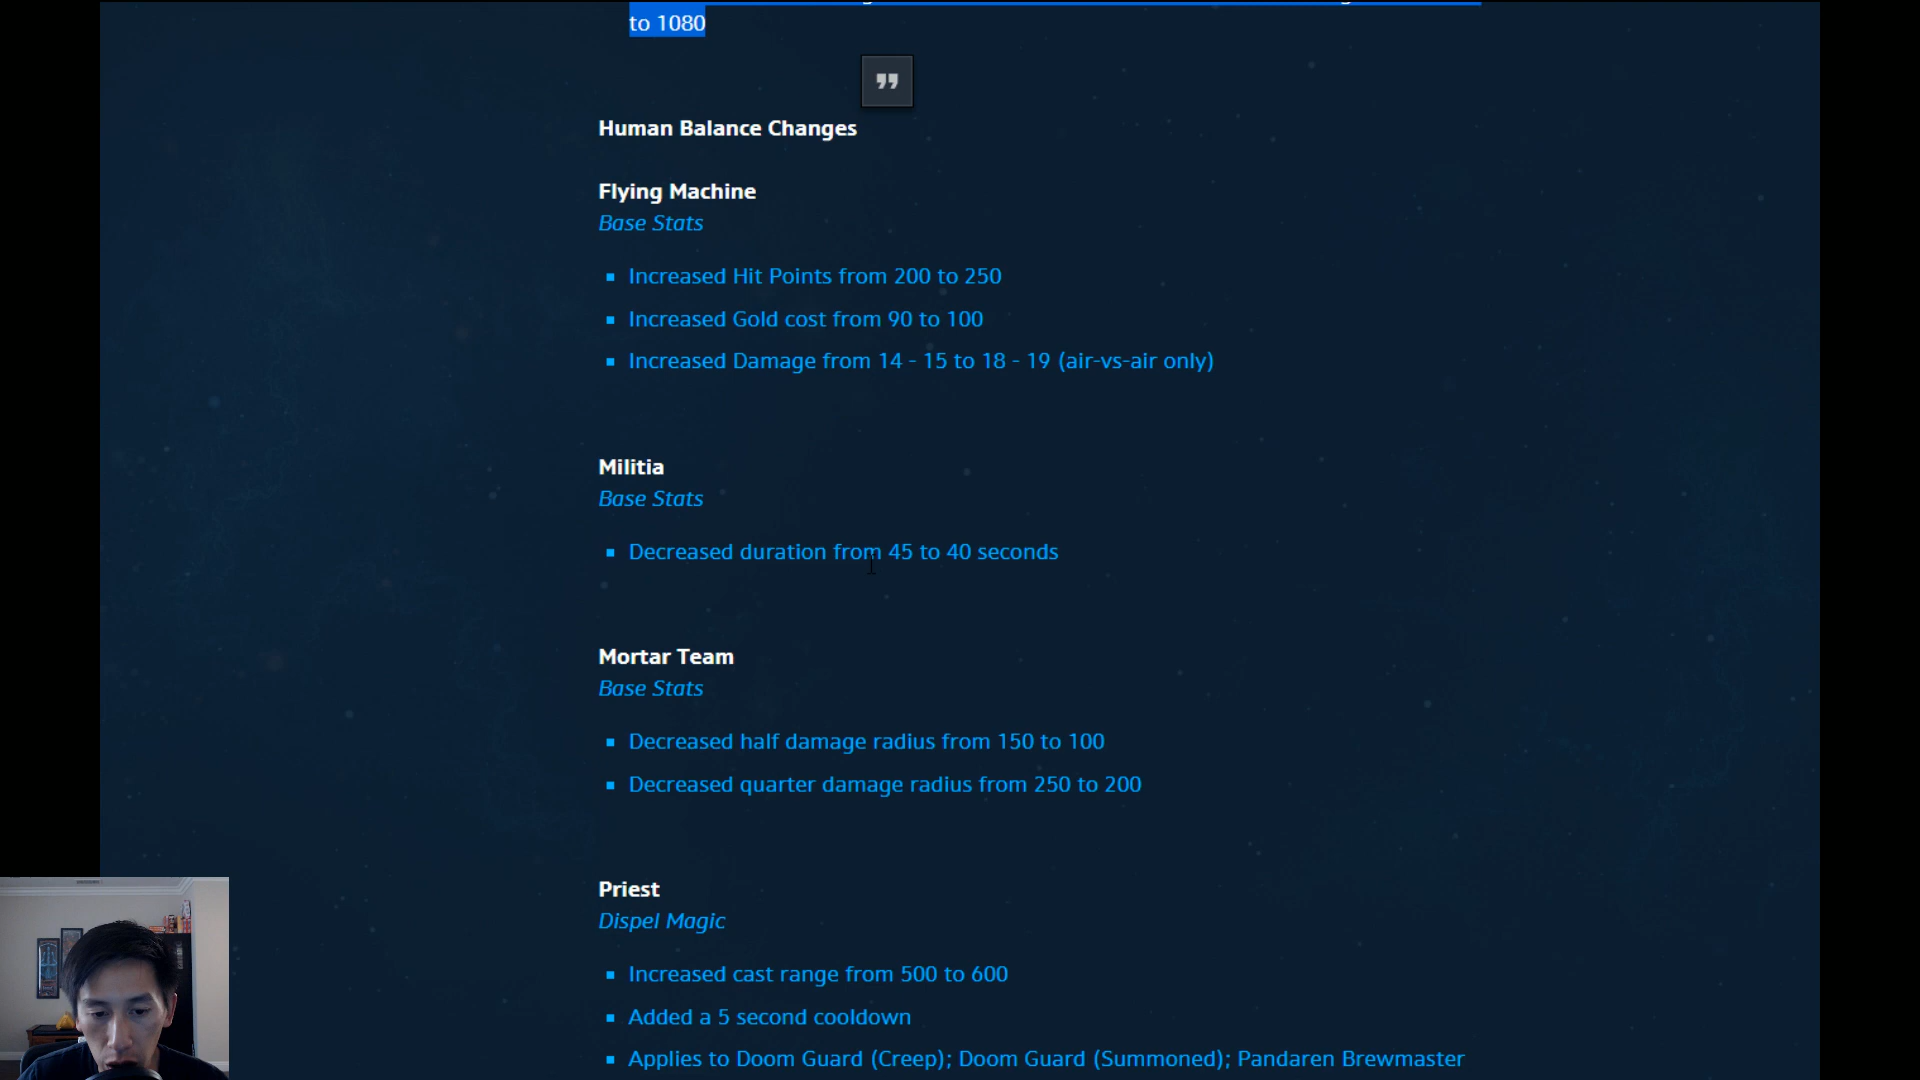 to 1080
Human Balance Changes
Flying Machine
Base Stats
Increased Hit Points from 200 to 250
Increased Gold cost from 90 to 100
Increased Damage from 14 - 15 to 18 - 19 (air-vs-air only)
Militia
Base Stats
Decreased duration from 45 to 40 seconds
Mortar Team
Base Stats
Decreased half damage radius from 150 to 100
Decreased quarter damage radius from 250 to 200
Priest
Dispel Magic
Increased cast range from 500 to 600
Added a 5 second cooldown
Applies to Doom Guard (Creep); Doom Guard (Summoned); Pandaren Brewmaster